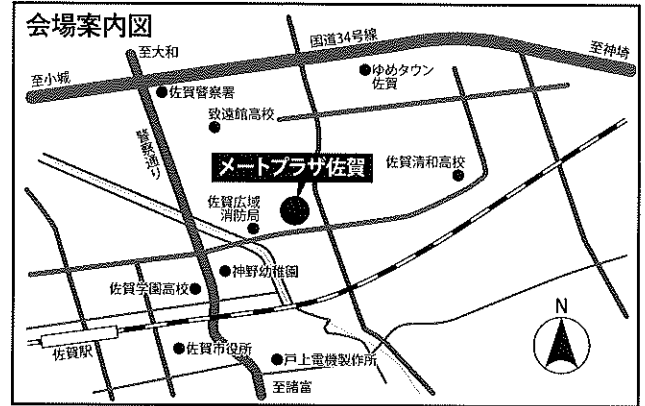 会場案内図
至大和
国道34号線
至神埼
至小城
ゆめタウン
佐賀
佐賀警察署
致遠館高校
警察通り
メートプラザ佐賀
佐賀清和高校
佐賀広域
消防局
神野幼稚園
佐賀学園高校
N
佐賀駅
佐賀市役所
戸上電機製作所
至諸富